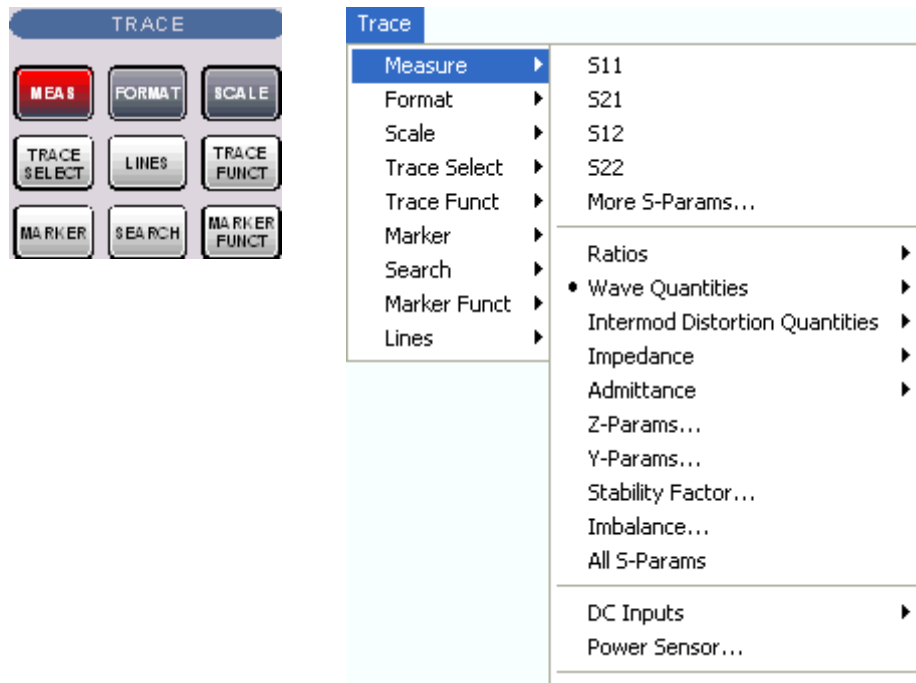 TRACE
MEAS
FORMAT
SCALE
TRACE
SELECT
LINES
TRACE
FUNCT
MARKER
SEARCH
MARKER
FUNCT
Trace
Measure
Format
Scale
Trace Select
Trace Funct
Marker
Search
Marker Funct
Lines
S11
S21
S12
S22
More S-Params...
Ratios
Wave Quantities
Intermod Distortion Quantities
Impedance
Admittance
Z-Params...
Y-Params...
Stability Factor...
Imbalance...
All S-Params
DC Inputs
Power Sensor...